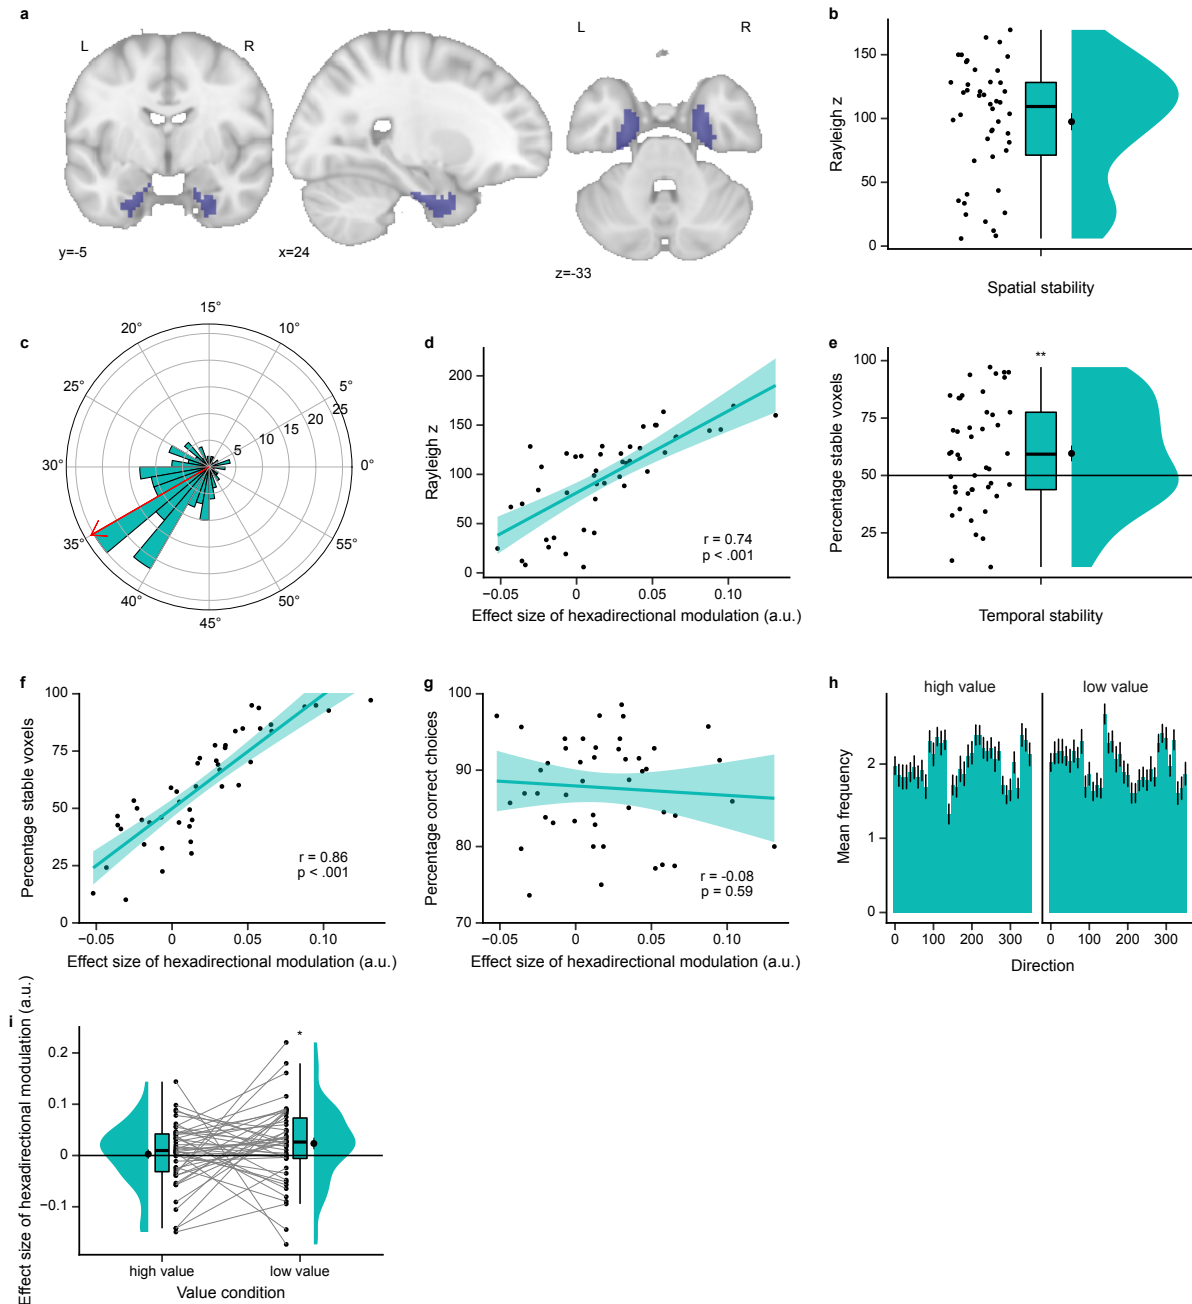 a
L
R
L
R
y=-5
x=24
z=-33
b
Rayleigh z
150
100
50
0
Spatial stability
c
15°
20°
10°
25°
5°
30°
0°
35°
55°
40°
50°
45°
5
10
15
20
25
d
Rayleigh z
200
150
100
50
0
−0.05
0
0.05
0.10
r = 0.74
p < .001
Effect size of hexadirectional modulation (a.u.)
e
**
Percentage stable voxels
100
75
50
25
Temporal stability
f
Percentage stable voxels
100
75
50
25
0
−0.05
0
0.05
0.10
r = 0.86
p < .001
Effect size of hexadirectional modulation (a.u.)
g
Percentage correct choices
100
90
80
70
−0.05
0
0.05
0.10
r = -0.08
p = 0.59
Effect size of hexadirectional modulation (a.u.)
h
high value
low value
Mean frequency
2
1
0
0
100
200
300
0
100
200
300
Direction
i
*
Effect size of hexadirectional modulation (a.u.)
0.2
0.1
0
−0.1
high value
low value
Value condition